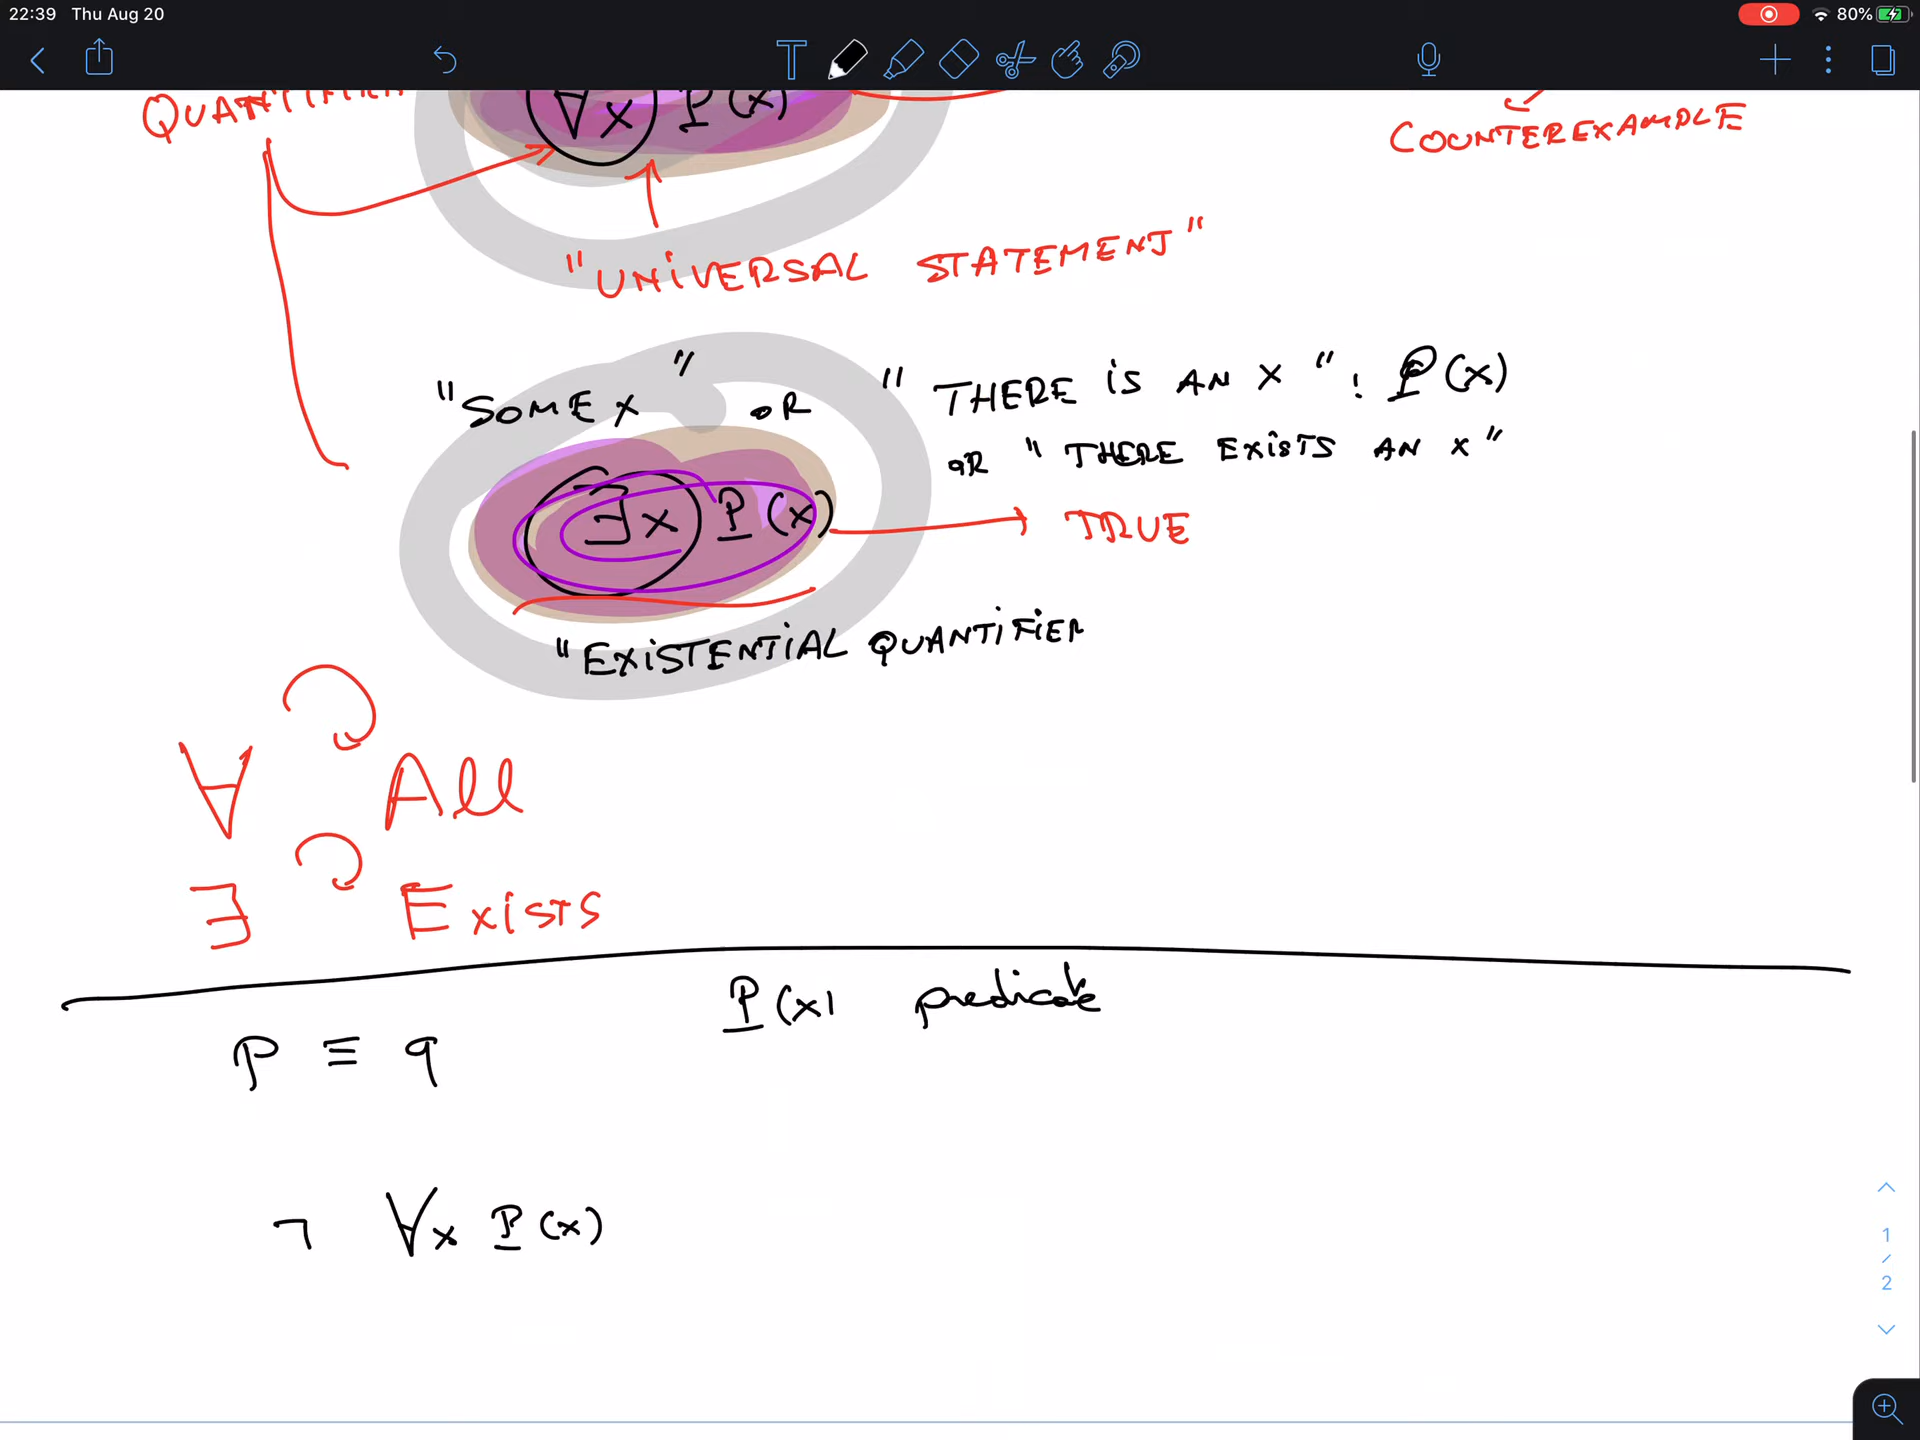 22:39 Thu Aug 20
80%
∀x P(x)
COUNTEREXAMPLE
"UNIVERSAL STATEMENT"
"SOME X" OR "THERE IS AN X" : P(x)
OR "THERE EXISTS AN X"
∃x P(x) → TRUE
"EXISTENTIAL QUANTIFIER
∀ All
∃ Exists
P(x) predicate
P ≡ q
¬ ∀x P(x)
1
/
2